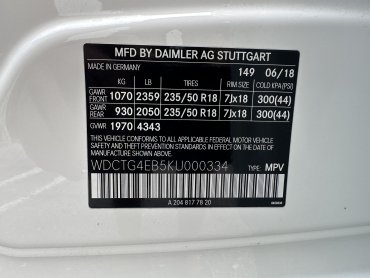 MFD BY DAIMLER AG STUTTGART
MADE IN GERMANY 149 06/18
KG LB TIRES RIM SIZE COLD KPA (PSI)
GAWR FRONT 1070 2359 235/50 R18 7Jx18 300(44)
GAWR REAR 930 2050 235/50 R18 7Jx18 300(44)
GVWR 1970 4343
THIS VEHICLE CONFORMS TO ALL APPLICABLE FEDERAL MOTOR VEHICLE
SAFETY AND THEFT PREVENTION STANDARDS IN EFFECT ON THE DATE
OF MANUFACTURE SHOWN ABOVE.
WDCTG4EB5KU000334 TYPE: MPV
A 204 817 78 20